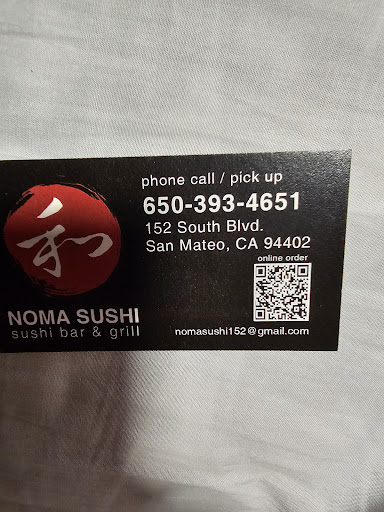 和
NOMA SUSHI
sushi bar & grill
phone call / pick up
650-393-4651
152 South Blvd.
San Mateo, CA 94402
online order
nomasushi152@gmail.com